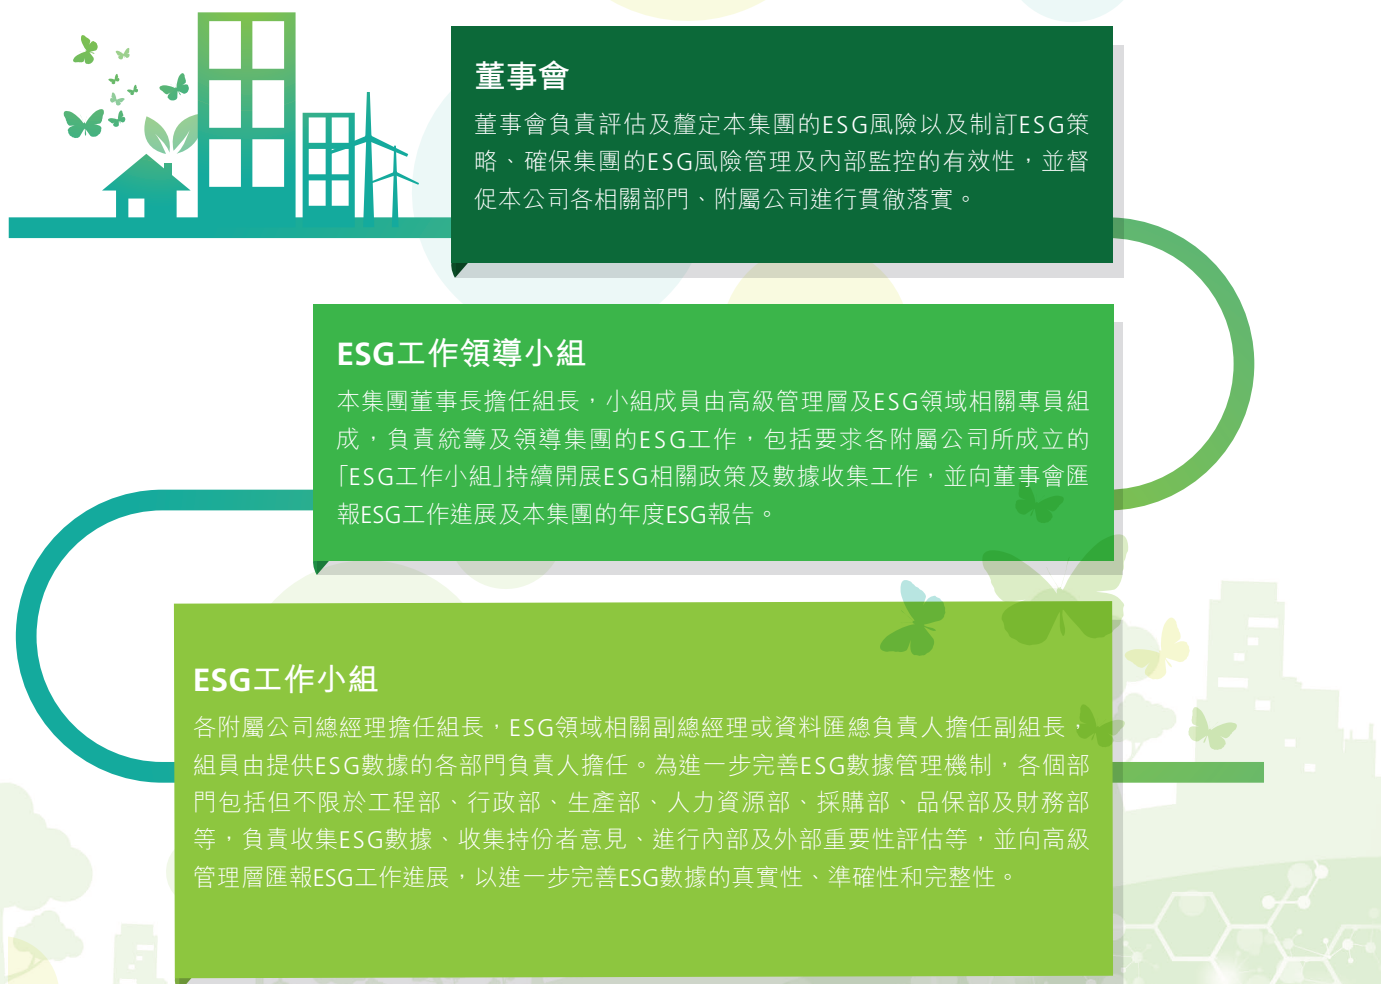 董事會
董事會負責評估及釐定本集團的ESG風險以及制訂ESG策
略、確保集團的ESG風險管理及內部監控的有效性，並督
促本公司各相關部門、附屬公司進行貫徹落實。
ESG工作領導小組
本集團董事長擔任組長，小組成員由高級管理層及ESG領域相關專員組
成，負責統籌及領導集團的ESG工作，包括要求各附屬公司所成立的
「ESG工作小組」持續開展ESG相關政策及數據收集工作，並向董事會匯
報ESG工作進展及本集團的年度ESG報告。
ESG工作小組
各附屬公司總經理擔任組長，ESG領域相關副總經理或資料匯總負責人擔任副組長，
組員由提供ESG數據的各部門負責人擔任。為進一步完善ESG數據管理機制，各個部
門包括但不限於工程部、行政部、生產部、人力資源部、採購部、品保部及財務部
等，負責收集ESG數據、收集持份者意見、進行內部及外部重要性評估等，並向高級
管理層匯報ESG工作進展，以進一步完善ESG數據的真實性、準確性和完整性。